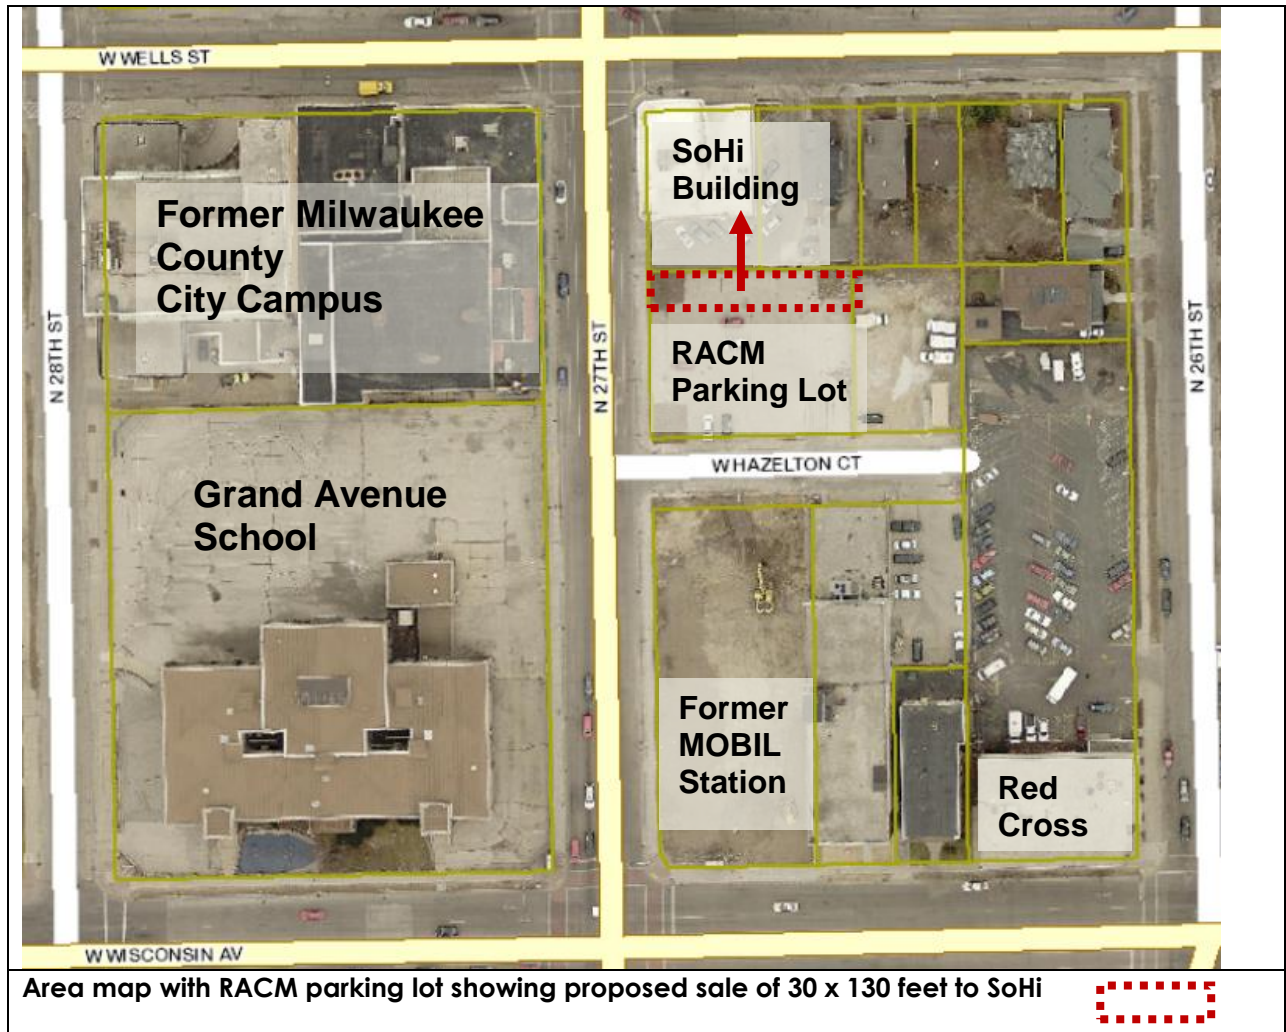 W WELLS ST
SoHi
Building
Former Milwaukee
County
City Campus
N 28TH ST
N 27TH ST
N 26TH ST
RACM
Parking Lot
W HAZELTON CT
Grand Avenue
School
Former
MOBIL
Station
Red
Cross
W WISCONSIN AV
Area map with RACM parking lot showing proposed sale of 30 x 130 feet to SoHi